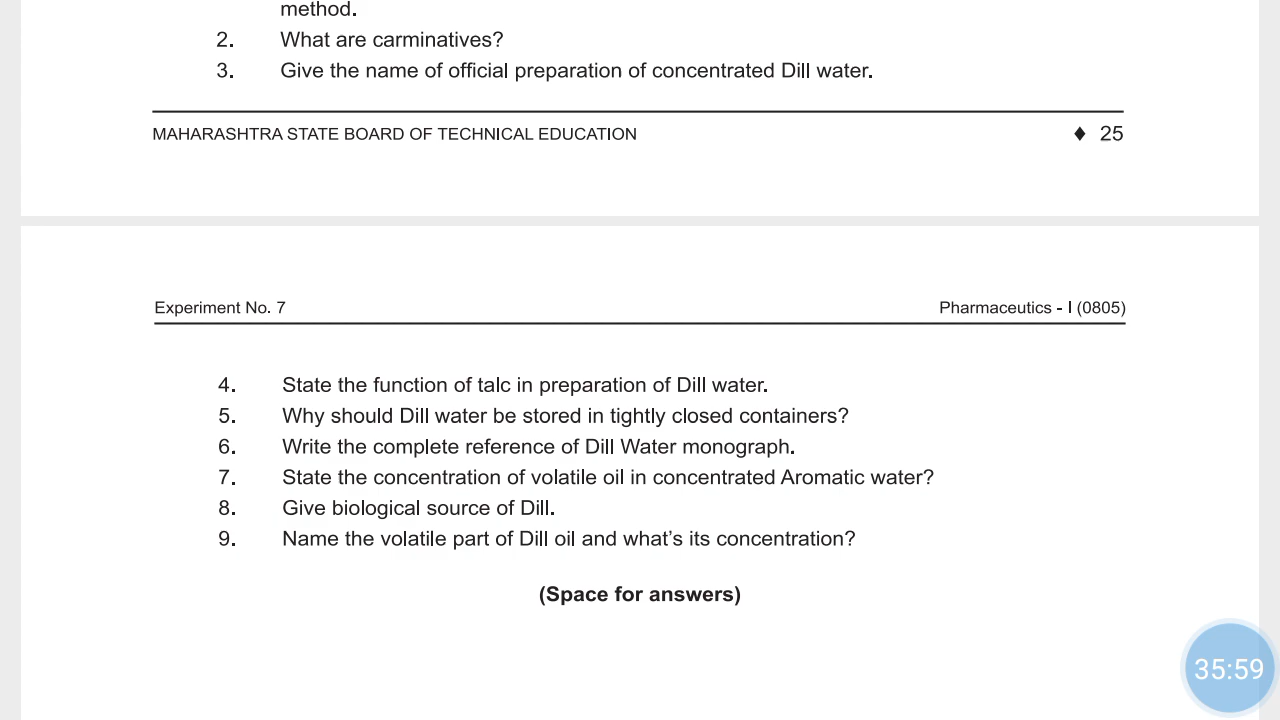 method.
2. What are carminatives?
3. Give the name of official preparation of concentrated Dill water.
MAHARASHTRA STATE BOARD OF TECHNICAL EDUCATION ♦ 25
Experiment No. 7 Pharmaceutics - I (0805)
4. State the function of talc in preparation of Dill water.
5. Why should Dill water be stored in tightly closed containers?
6. Write the complete reference of Dill Water monograph.
7. State the concentration of volatile oil in concentrated Aromatic water?
8. Give biological source of Dill.
9. Name the volatile part of Dill oil and what's its concentration?
(Space for answers)
35:59